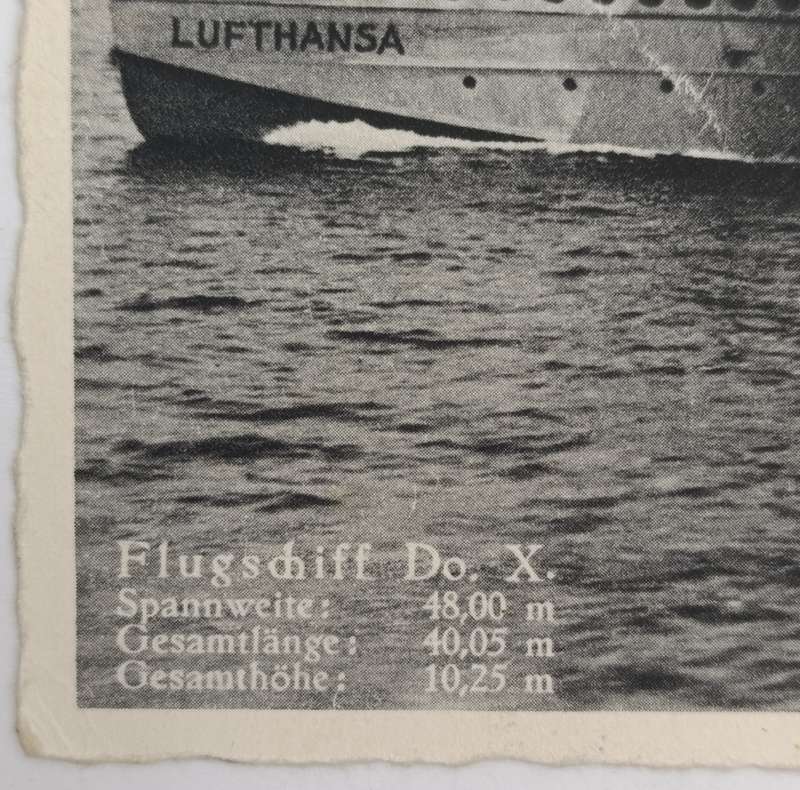 LUFTHANSA
Flugschiff Do. X.
Spannweite: 48,00 m
Gesamtlänge: 40,05 m
Gesamthöhe: 10,25 m